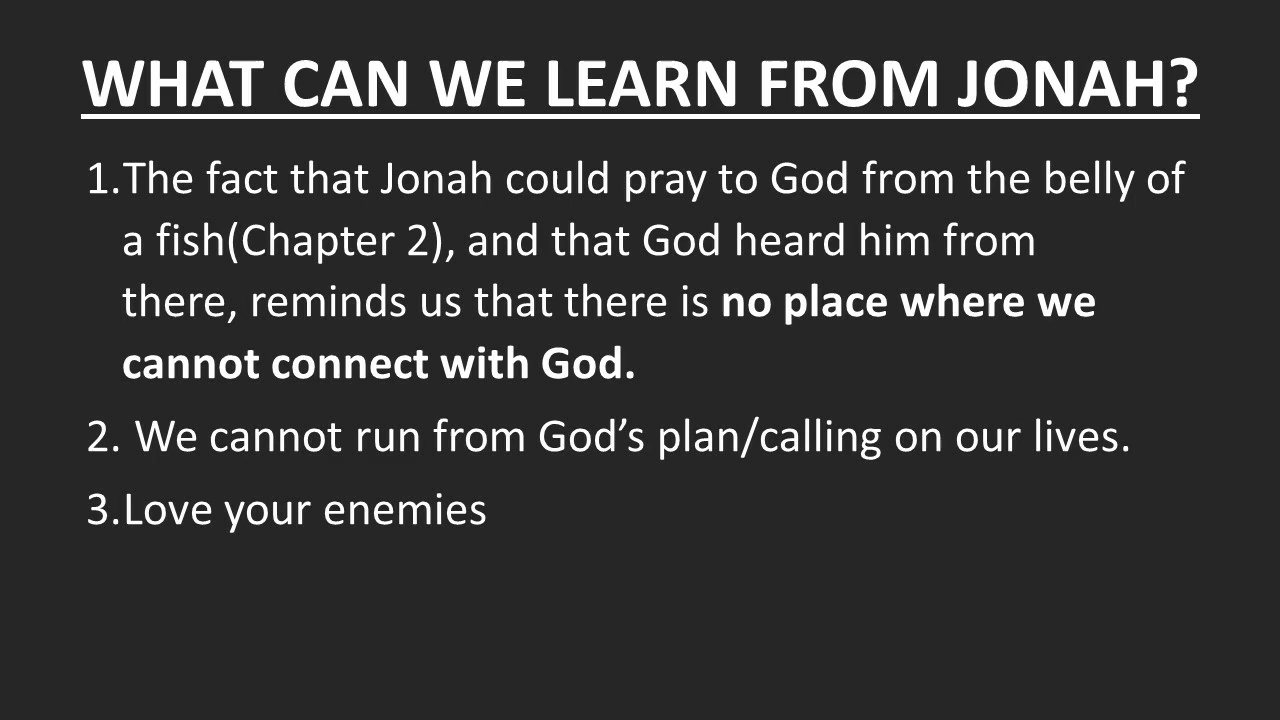 WHAT CAN WE LEARN FROM JONAH?
1.The fact that Jonah could pray to God from the belly of
a fish(Chapter 2), and that God heard him from
there, reminds us that there is no place where we
cannot connect with God.
2. We cannot run from God’s plan/calling on our lives.
3.Love your enemies